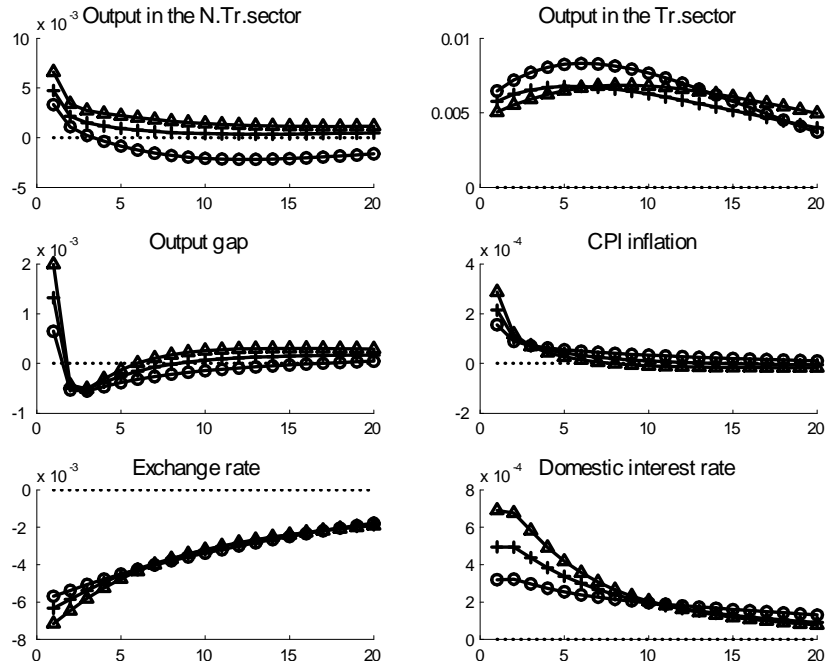 Output in the N.Tr.sector
x 10 -3
10
5
0
-5
0 5 10 15 20
Output in the Tr.sector
0.01
0.005
0
0 5 10 15 20
Output gap
x 10 -3
2
1
0
-1
0 5 10 15 20
CPI inflation
x 10 -4
4
2
0
-2
0 5 10 15 20
Exchange rate
x 10 -3
0
-2
-4
-6
-8
0 5 10 15 20
Domestic interest rate
x 10 -4
8
6
4
2
0
0 5 10 15 20